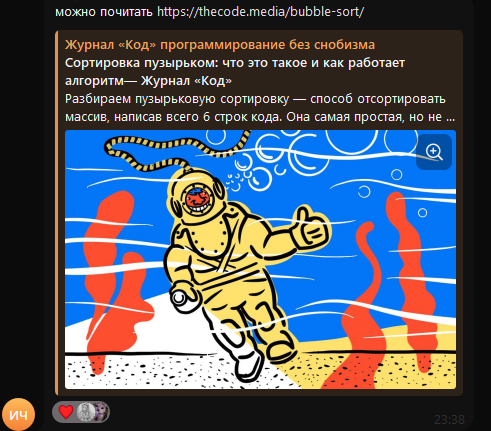 можно почитать https://thecode.media/bubble-sort/
Журнал «Код» программирование без снобизма
Сортировка пузырьком: что это такое и как работает
алгоритм— Журнал «Код»
Разбираем пузырьковую сортировку — способ отсортировать
массив, написав всего 6 строк кода. Она самая простая, но не ...
ИЧ
23:38